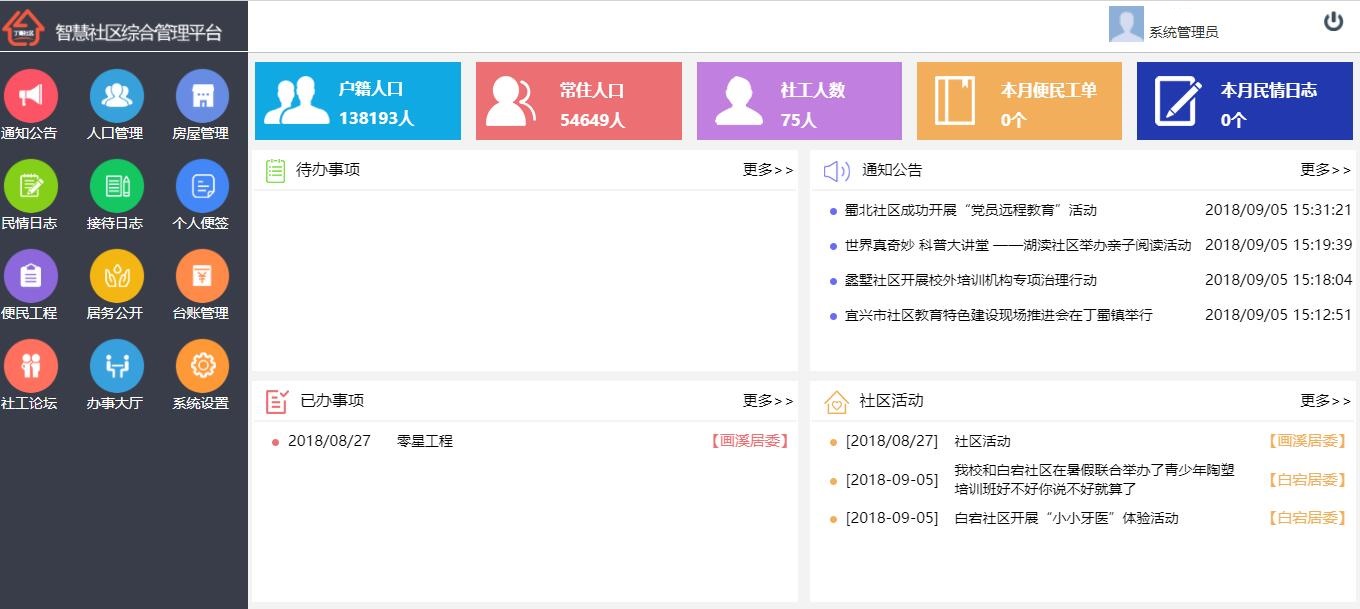 智慧社区综合管理平台
系统管理员
通知公告 人口管理 房屋管理
民情日志 接待日志 个人便签
便民工程 居务公开 台账管理
社工论坛 办事大厅 系统设置
户籍人口
138193人
常住人口
54649人
社工人数
75人
本月便民工单
0个
本月民情日志
0个
待办事项 更多>>
通知公告 更多>>
蜀北社区成功开展“党员远程教育”活动 2018/09/05 15:31:21
世界真奇妙 科普大讲堂 ——湖渎社区举办亲子阅读活动 2018/09/05 15:19:39
蠡墅社区开展校外培训机构专项治理行动 2018/09/05 15:18:04
宜兴市社区教育特色建设现场推进会在丁蜀镇举行 2018/09/05 15:12:51
已办事项 更多>>
2018/08/27 零星工程 【画溪居委】
社区活动 更多>>
[2018/08/27] 社区活动 【画溪居委】
[2018-09-05] 我校和白宕社区在暑假联合举办了青少年陶塑
培训班好不好你说不好就算了 【白宕居委】
[2018-09-05] 白宕社区开展“小小牙医”体验活动 【白宕居委】